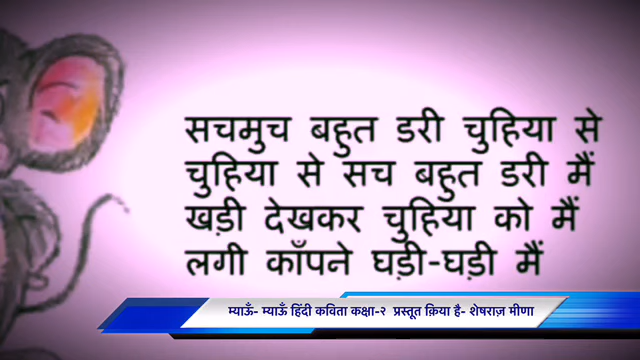 सचमुच बहुत डरी चुहिया से
चुहिया से सच बहुत डरी मैं
खड़ी देखकर चुहिया को मैं
लगी काँपने घड़ी-घड़ी मैं
म्याऊँ- म्याऊँ हिंदी कविता कक्षा-२ प्रस्तूत क़िया है- शेषराज़ मीणा